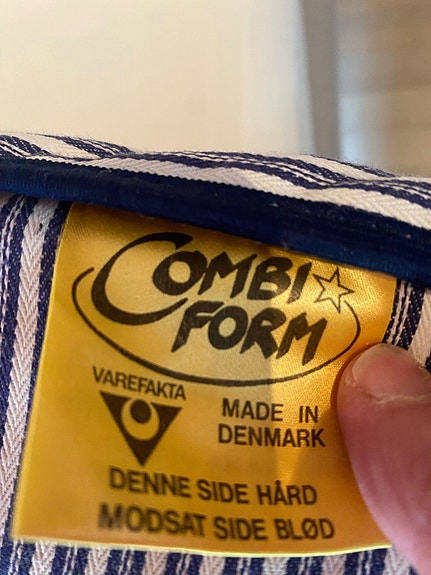 COMBI
FORM
VAREFAKTA
MADE IN
DENMARK
DENNE SIDE HÅRD
MODSAT SIDE BLØD